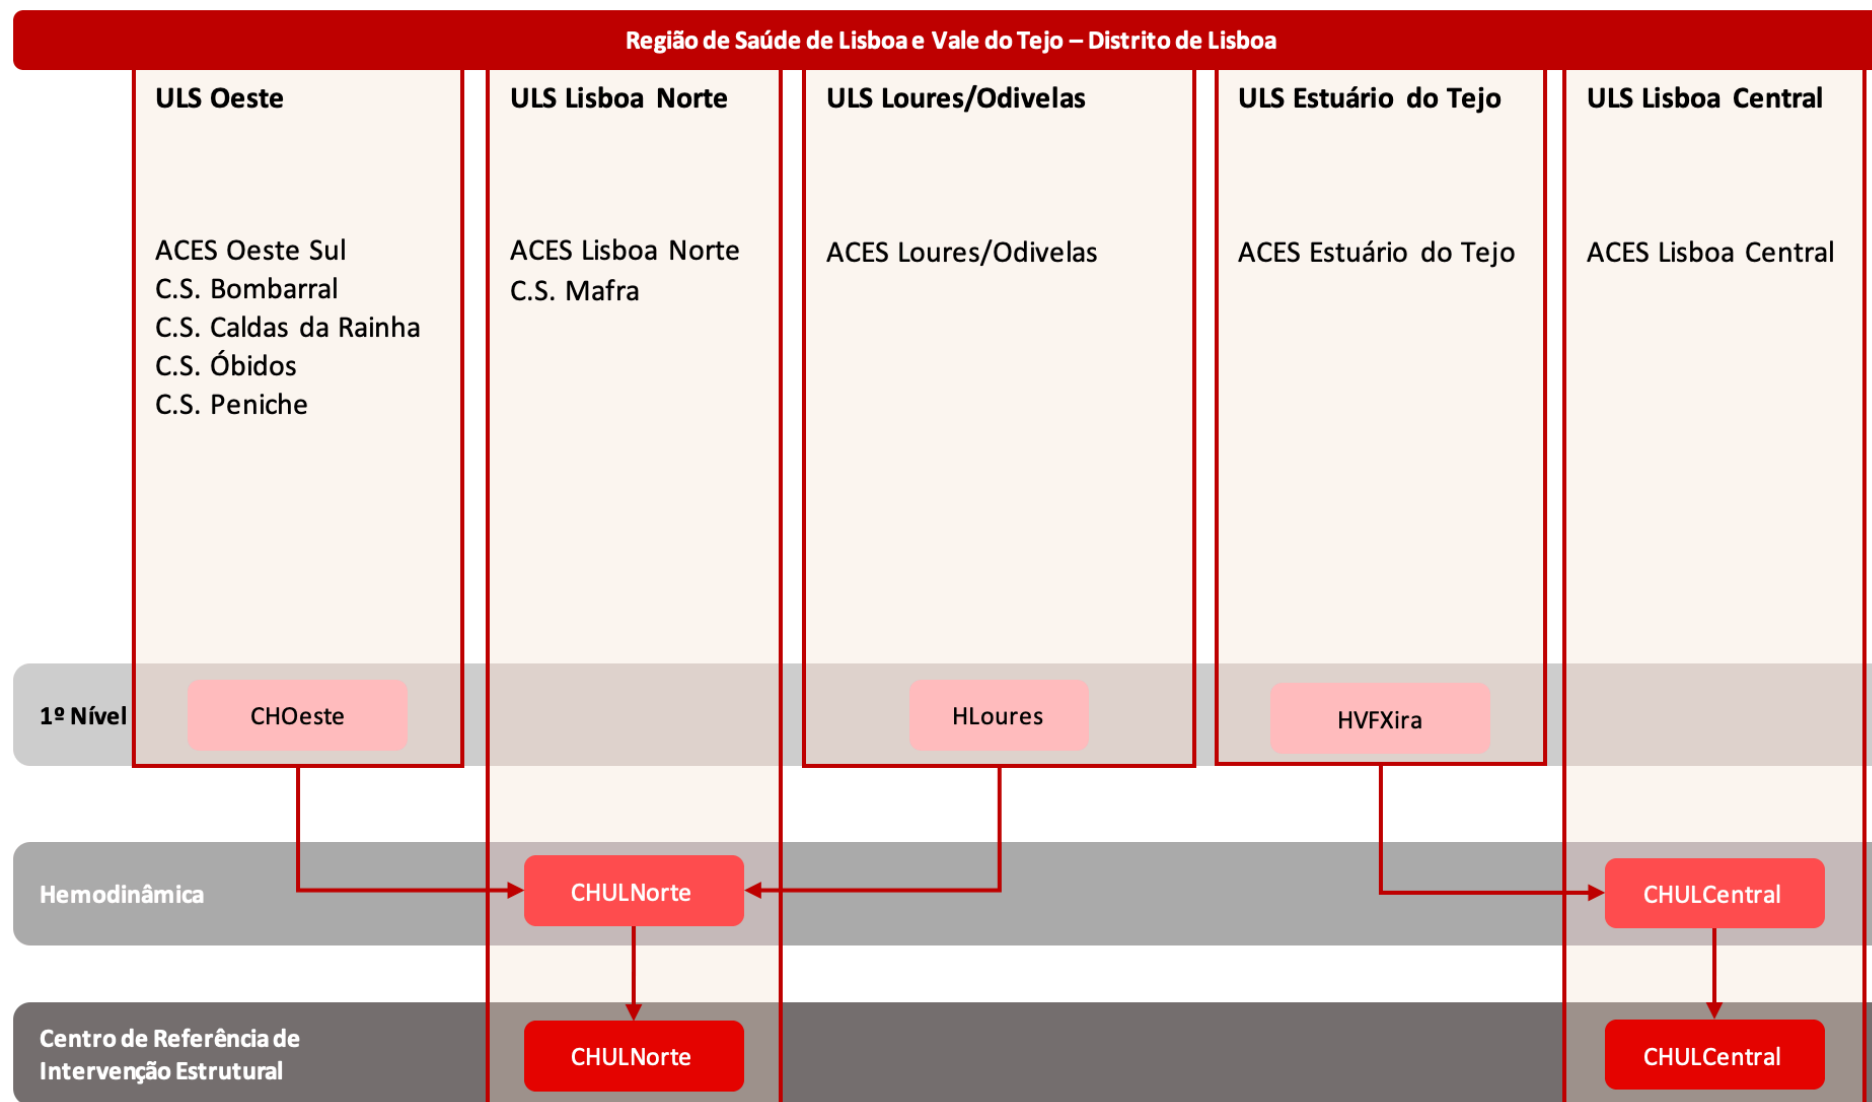 Região de Saúde de Lisboa e Vale do Tejo – Distrito de Lisboa
ULS Oeste
ACES Oeste Sul
C.S. Bombarral
C.S. Caldas da Rainha
C.S. Óbidos
C.S. Peniche
ULS Lisboa Norte
ACES Lisboa Norte
C.S. Mafra
ULS Loures/Odivelas
ACES Loures/Odivelas
ULS Estuário do Tejo
ACES Estuário do Tejo
ULS Lisboa Central
ACES Lisboa Central
1º Nível
CHOeste
HLoures
HVFXira
Hemodinâmica
CHULNorte
CHULCentral
Centro de Referência de
Intervenção Estrutural
CHULNorte
CHULCentral